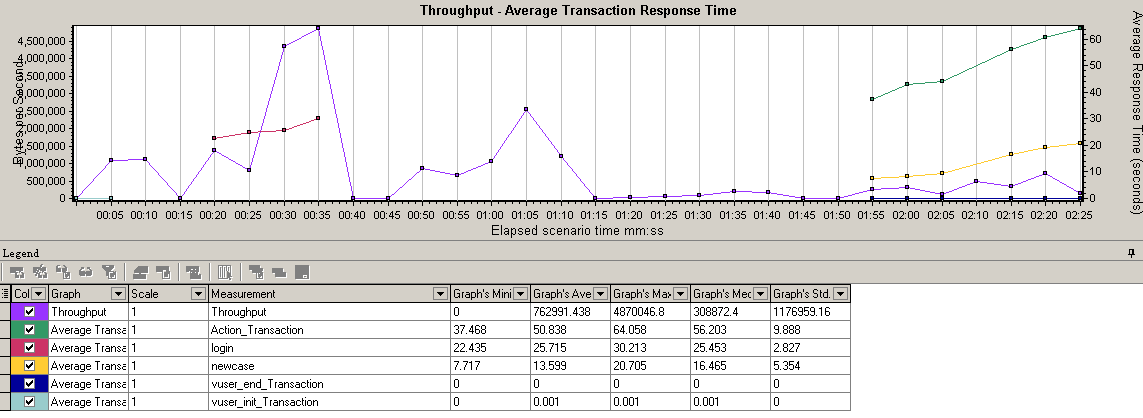 Throughput - Average Transaction Response Time
Bytes per Second
4,500,000
4,000,000
3,500,000
3,000,000
2,500,000
2,000,000
1,500,000
1,000,000
500,000
0
Average Response Time (seconds)
60
50
40
30
20
10
0
00:05 00:10 00:15 00:20 00:25 00:30 00:35 00:40 00:45 00:50 00:55 01:00 01:05 01:10 01:15 01:20 01:25 01:30 01:35 01:40 01:45 01:50 01:55 02:00 02:05 02:10 02:15 02:20 02:25
Elapsed scenario time mm:ss
Legend
Col Graph Scale Measurement Graph's Mini Graph's Ave Graph's Max Graph's Med Graph's Std.
Throughput 1 Throughput 0 762991.438 4870046.8 308872.4 1176959.16
Average Transa 1 Action_Transaction 37.468 50.838 64.058 56.203 9.888
Average Transa 1 login 22.435 25.715 30.213 25.453 2.827
Average Transa 1 newcase 7.717 13.599 20.705 16.465 5.354
Average Transa 1 vuser_end_Transaction 0 0 0 0 0
Average Transa 1 vuser_init_Transaction 0 0.001 0.001 0.001 0